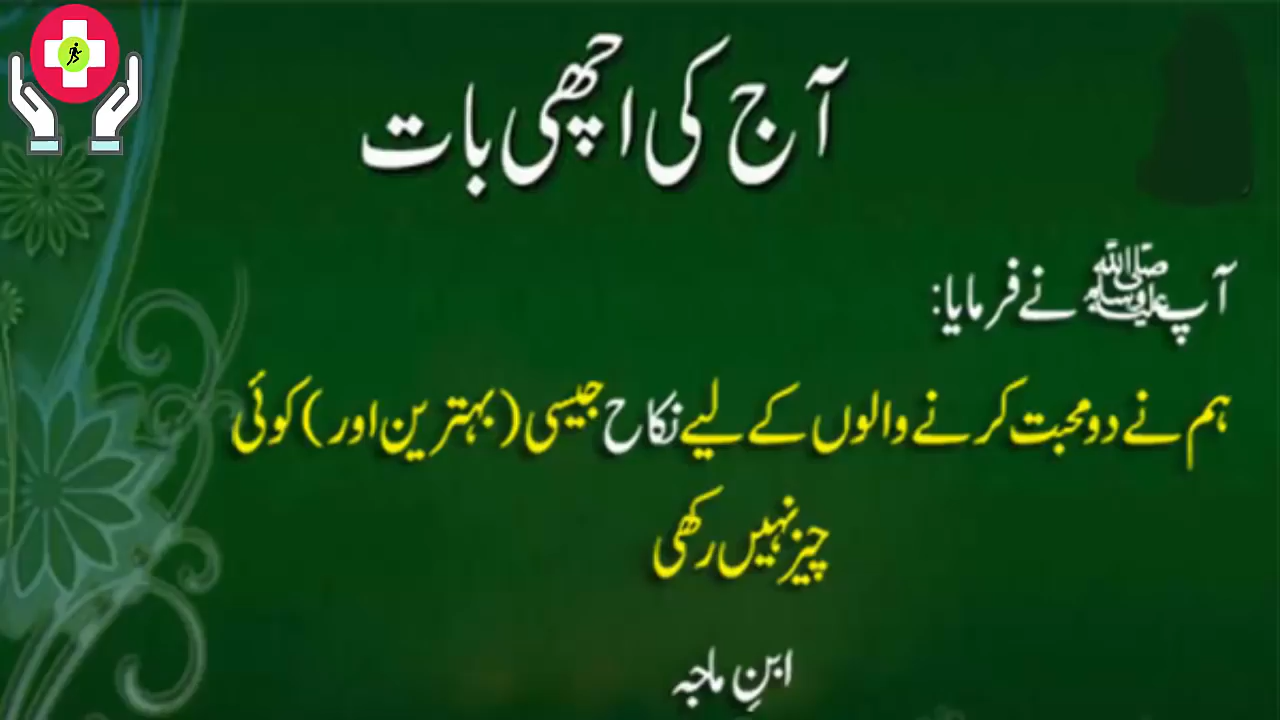 آج کی اچھی بات
آپ ﷺ نے فرمایا:
ہم نے دو محبت کرنے والوں کے لیے نکاح جیسی (بہترین اور) کوئی
چیز نہیں رکھی
ابنِ ماجہ